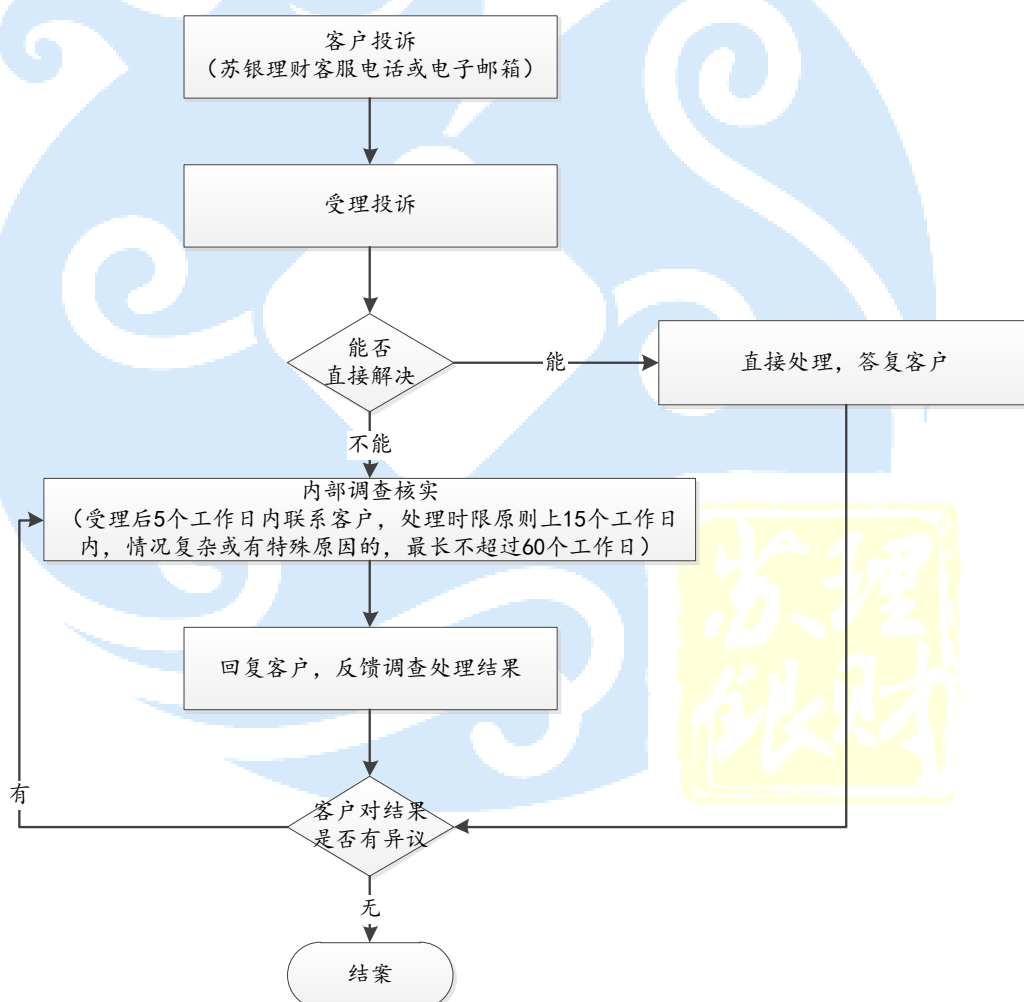 客户投诉
（苏银理财客服电话或电子邮箱）
受理投诉
能否
直接解决
能
直接处理，答复客户
不能
内部调查核实
（受理后5个工作日内联系客户，处理时限原则上15个工作日
内，情况复杂或有特殊原因的，最长不超过60个工作日）
回复客户，反馈调查处理结果
有
客户对结果
是否有异议
无
结案
苏理
银财